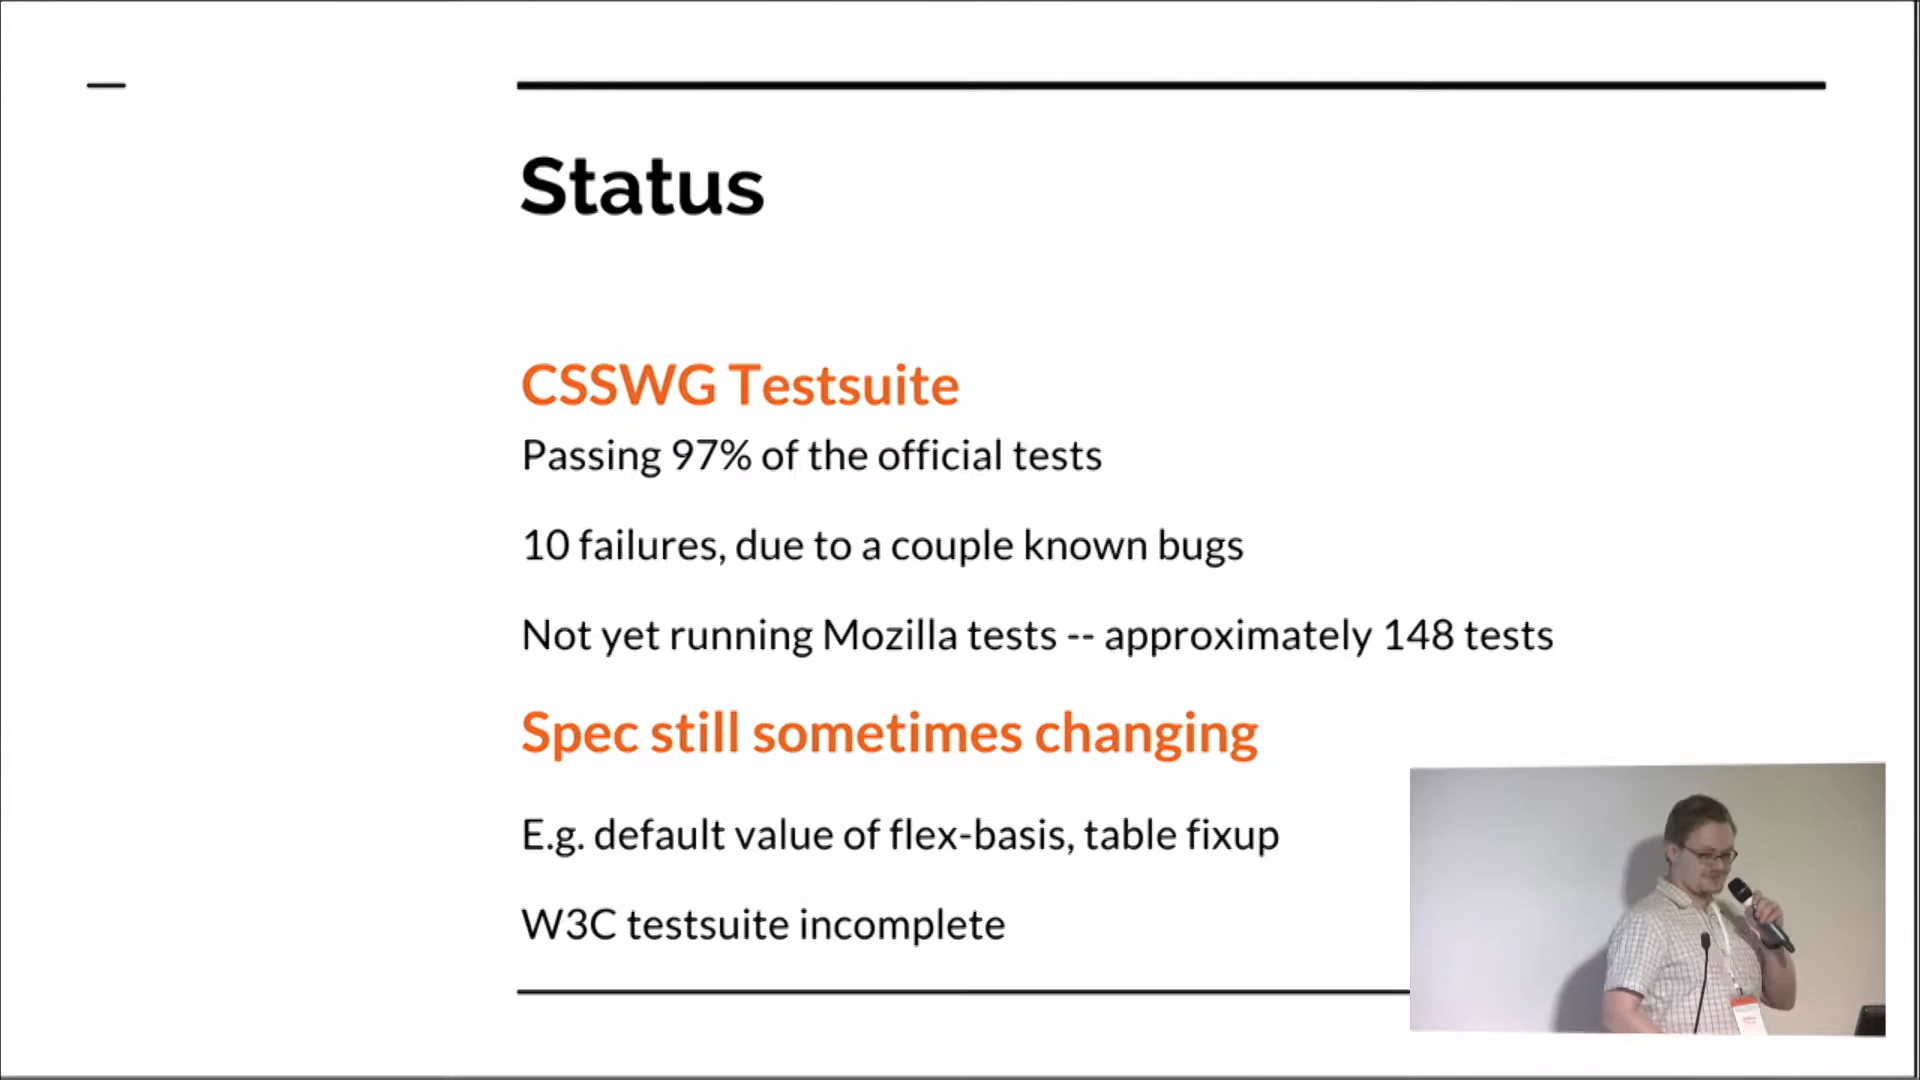 Status
CSSWG Testsuite
Passing 97% of the official tests
10 failures, due to a couple known bugs
Not yet running Mozilla tests -- approximately 148 tests
Spec still sometimes changing
E.g. default value of flex-basis, table fixup
W3C testsuite incomplete